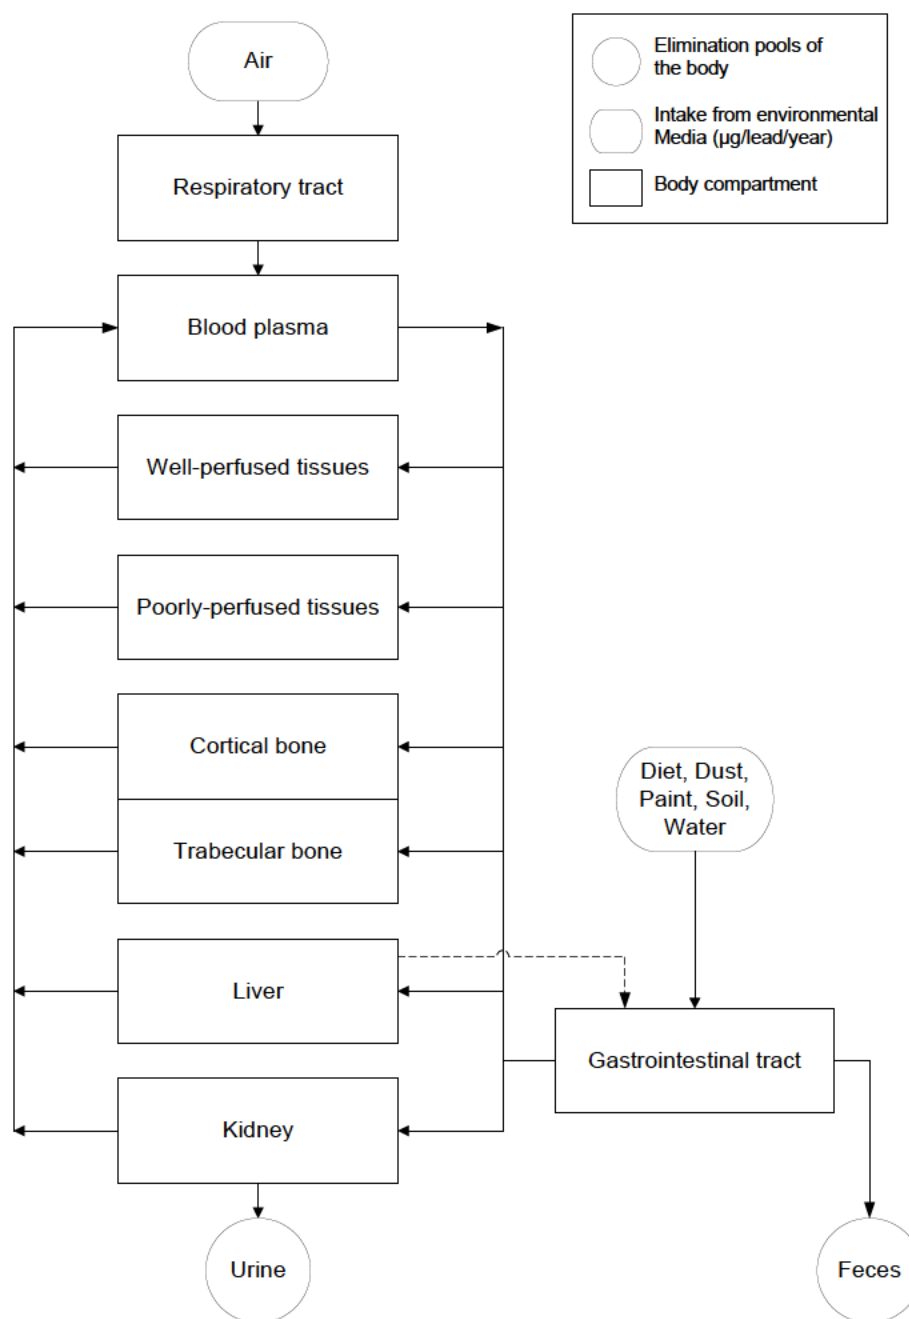 Air
Elimination pools of
the body
Intake from environmental
Media (µg/lead/year)
Body compartment
Respiratory tract
Blood plasma
Well-perfused tissues
Poorly-perfused tissues
Cortical bone
Diet, Dust,
Paint, Soil,
Water
Trabecular bone
Liver
Gastrointestinal tract
Kidney
Urine
Feces